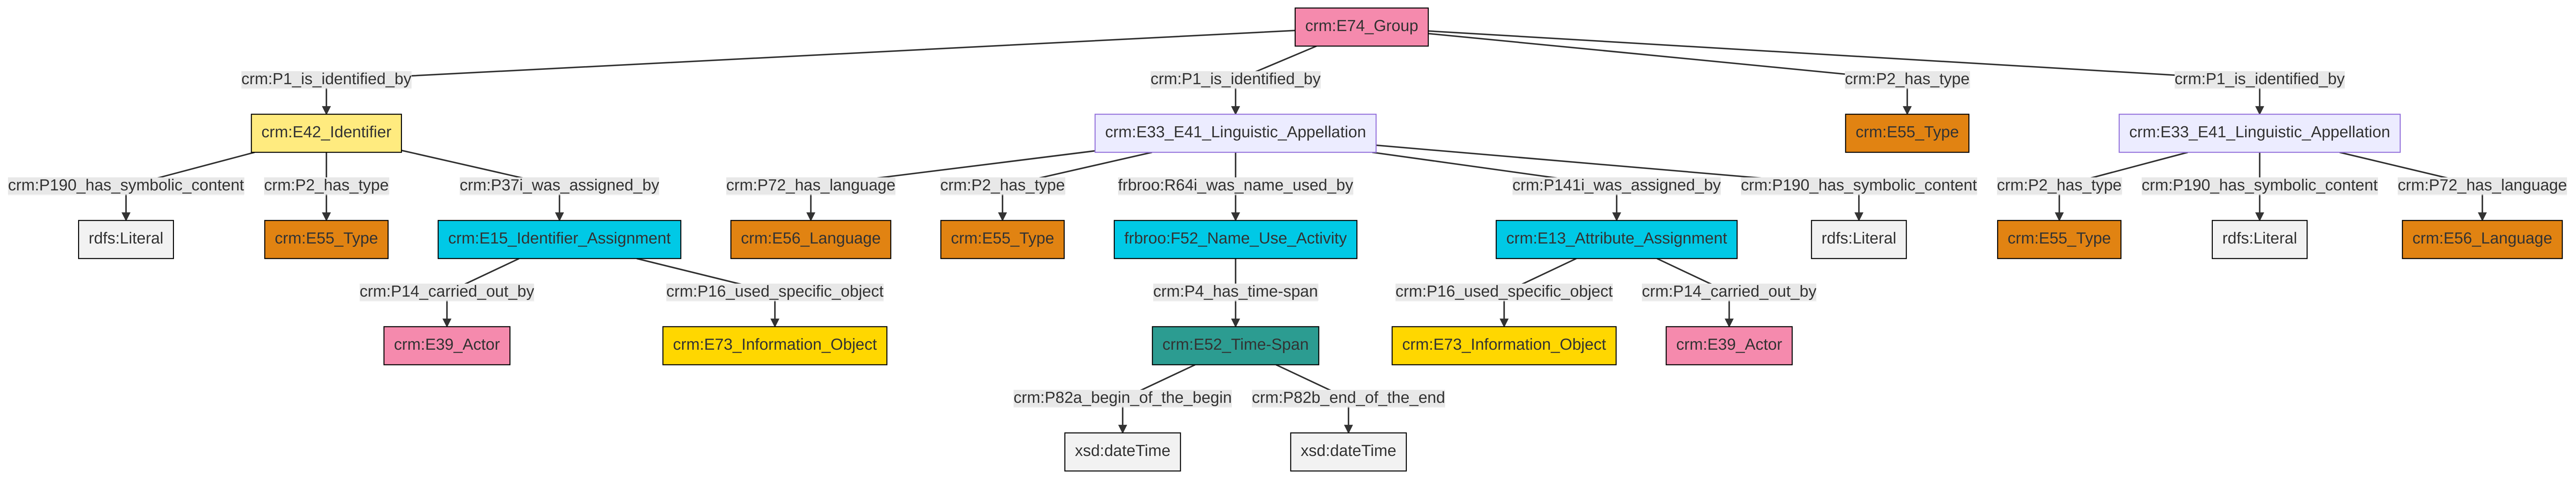 crm:E74_Group
crm:P1_is_identified_by
crm:P1_is_identified_by
crm:P2_has_type
crm:P1_is_identified_by
crm:E42_Identifier
crm:E33_E41_Linguistic_Appellation
crm:E55_Type
crm:E33_E41_Linguistic_Appellation
crm:P190_has_symbolic_content
crm:P2_has_type
crm:P37i_was_assigned_by
crm:P72_has_language
crm:P2_has_type
frbroo:R64i_was_name_used_by
crm:P141i_was_assigned_by
crm:P190_has_symbolic_content
crm:P2_has_type
crm:P190_has_symbolic_content
crm:P72_has_language
rdfs:Literal
crm:E55_Type
crm:E15_Identifier_Assignment
crm:E56_Language
crm:E55_Type
frbroo:F52_Name_Use_Activity
crm:E13_Attribute_Assignment
rdfs:Literal
crm:E55_Type
rdfs:Literal
crm:E56_Language
crm:P14_carried_out_by
crm:P16_used_specific_object
crm:P4_has_time-span
crm:P16_used_specific_object
crm:P14_carried_out_by
crm:E39_Actor
crm:E73_Information_Object
crm:E52_Time-Span
crm:E73_Information_Object
crm:E39_Actor
crm:P82a_begin_of_the_begin
crm:P82b_end_of_the_end
xsd:dateTime
xsd:dateTime